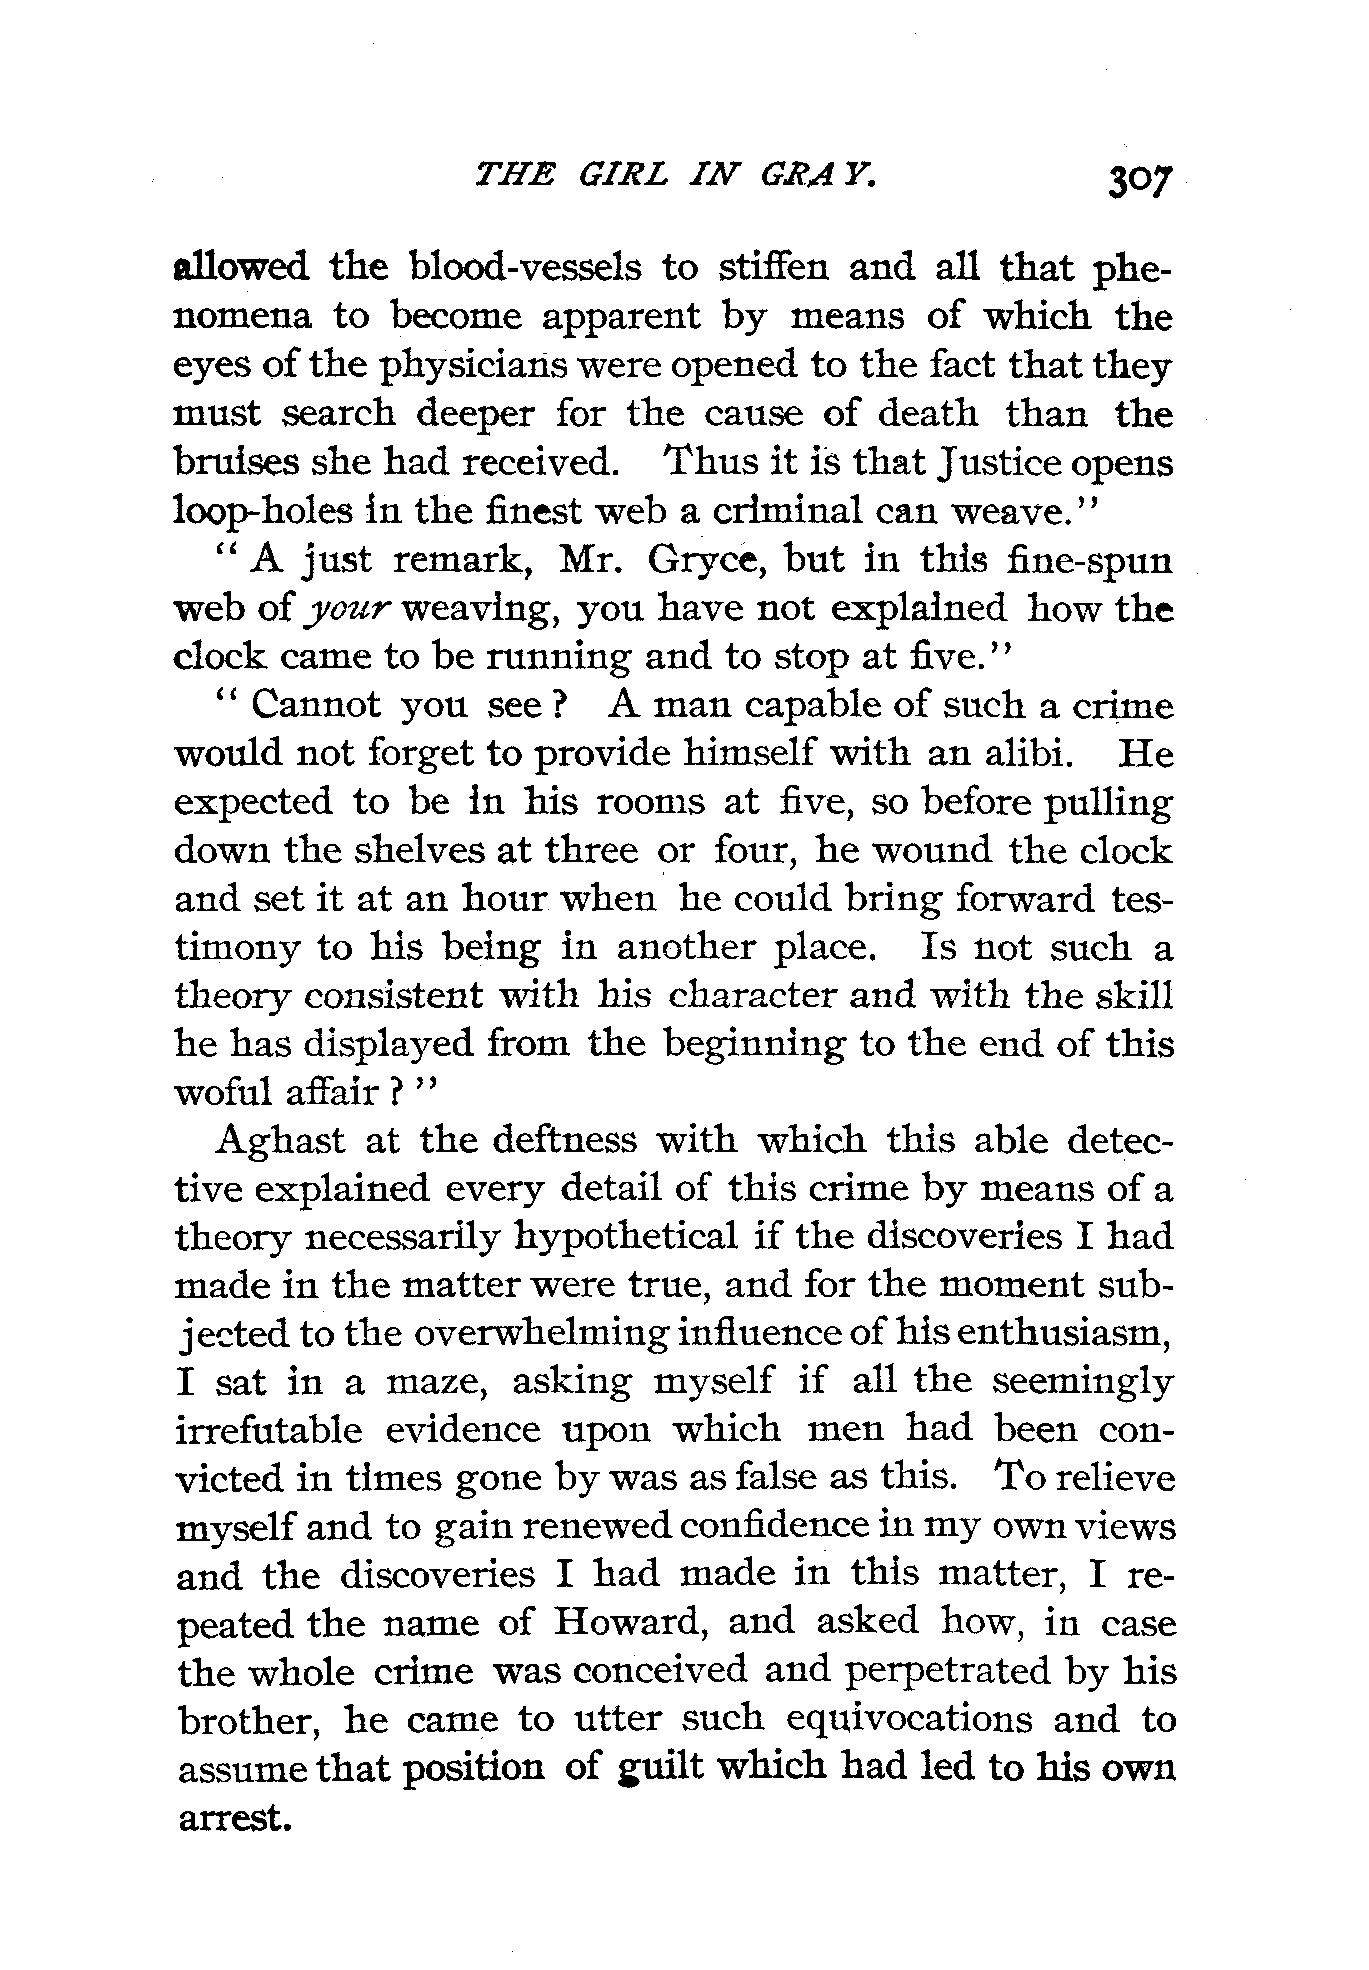 THE GIRL IN GRAY. 307
allowed the blood-vessels to stiffen and all that phe-
nomena to become apparent by means of which the
eyes of the physicians were opened to the fact that they
must search deeper for the cause of death than the
bruises she had received. Thus it is that Justice opens
loop-holes in the finest web a criminal can weave."
" A just remark, Mr. Gryce, but in this fine-spun
web of your weaving, you have not explained how the
clock came to be running and to stop at five."
" Cannot you see ? A man capable of such a crime
would not forget to provide himself with an alibi. He
expected to be in his rooms at five, so before pulling
down the shelves at three or four, he wound the clock
and set it at an hour when he could bring forward tes-
timony to his being in another place. Is not such a
theory consistent with his character and with the skill
he has displayed from the beginning to the end of this
woful affair ? "
Aghast at the deftness with which this able detec-
tive explained every detail of this crime by means of a
theory necessarily hypothetical if the discoveries I had
made in the matter were true, and for the moment sub-
jected to the overwhelming influence of his enthusiasm,
I sat in a maze, asking myself if all the seemingly
irrefutable evidence upon which men had been con-
victed in times gone by was as false as this. To relieve
myself and to gain renewed confidence in my own views
and the discoveries I had made in this matter, I re-
peated the name of Howard, and asked how, in case
the whole crime was conceived and perpetrated by his
brother, he came to utter such equivocations and to
assume that position of guilt which had led to his own
arrest.